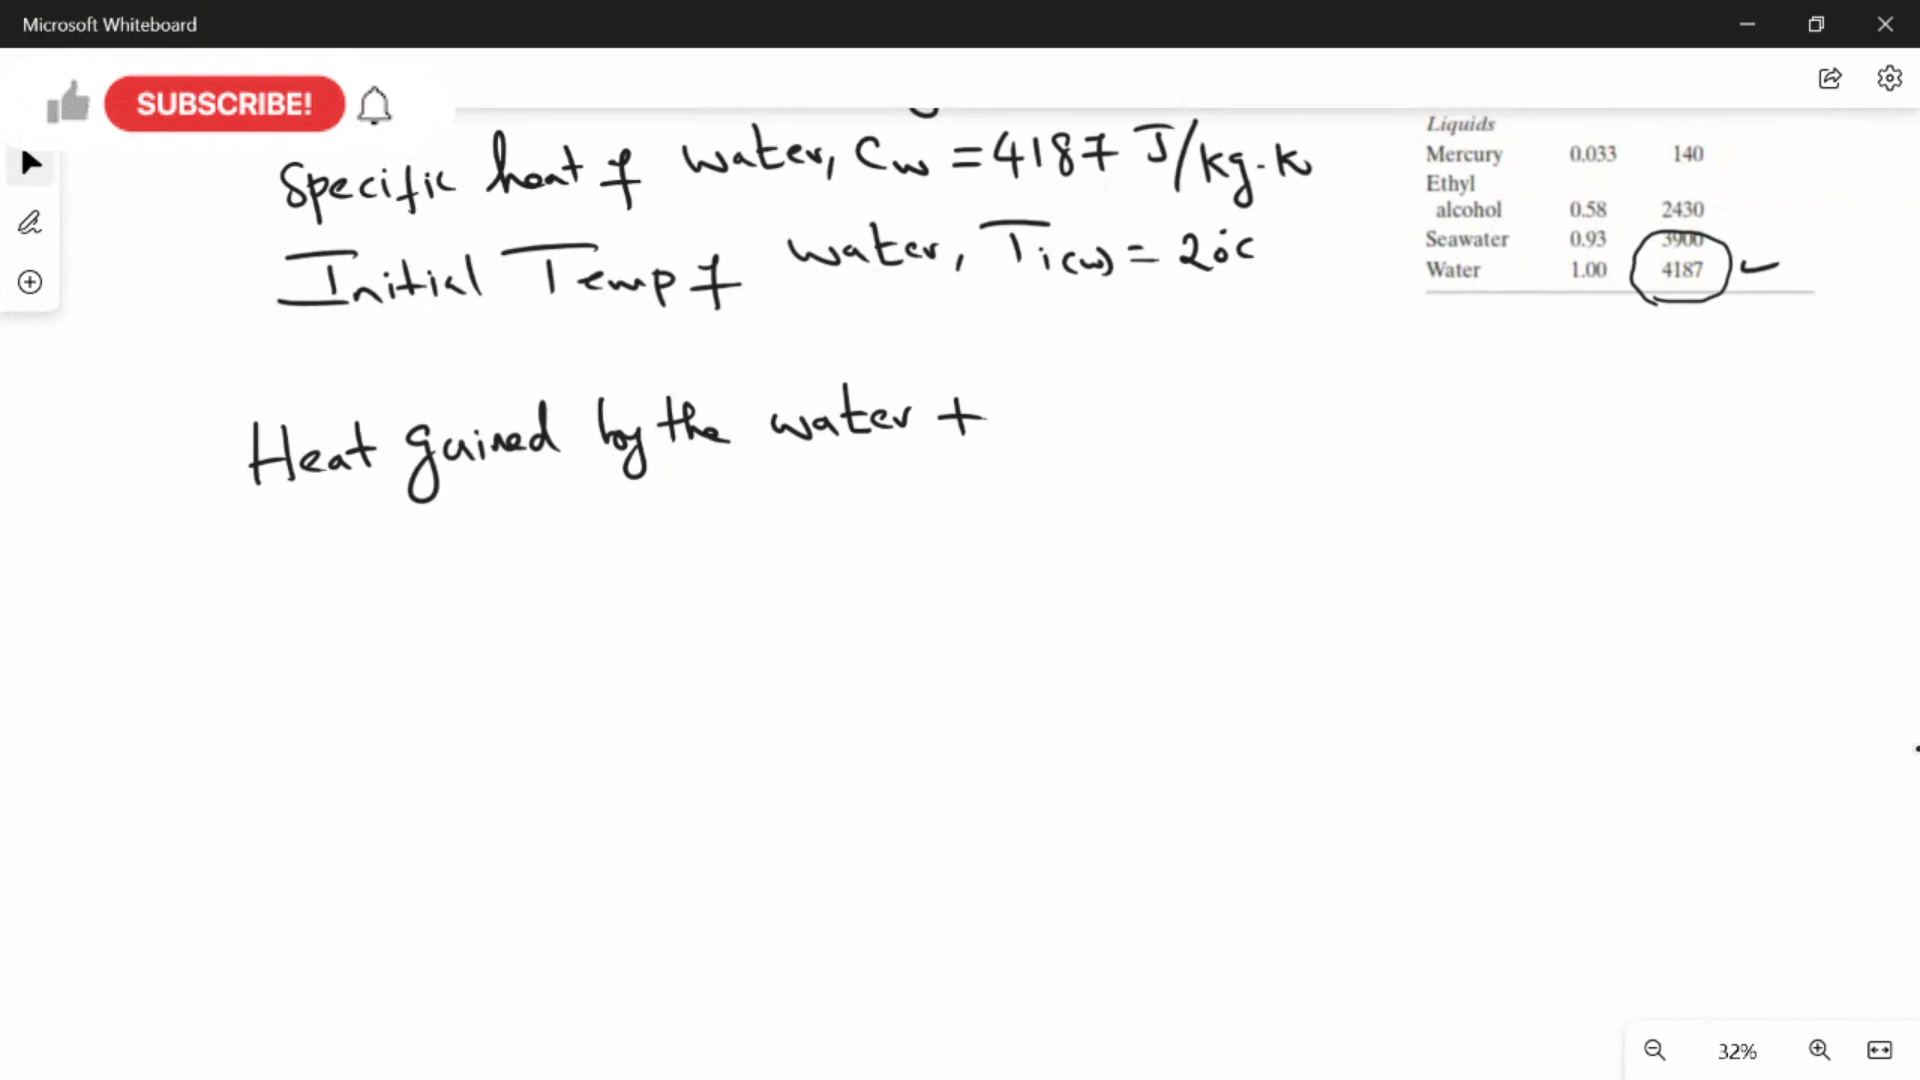 Microsoft Whiteboard
SUBSCRIBE!
Specific heat of water, Cw = 4187 J/kg.K
Initial Temp of water, Ti(w) = 20°C
Liquids
Mercury 0.033 140
Ethyl
alcohol 0.58 2430
Seawater 0.93 3900
Water 1.00 4187
Heat gained by the water +
32%